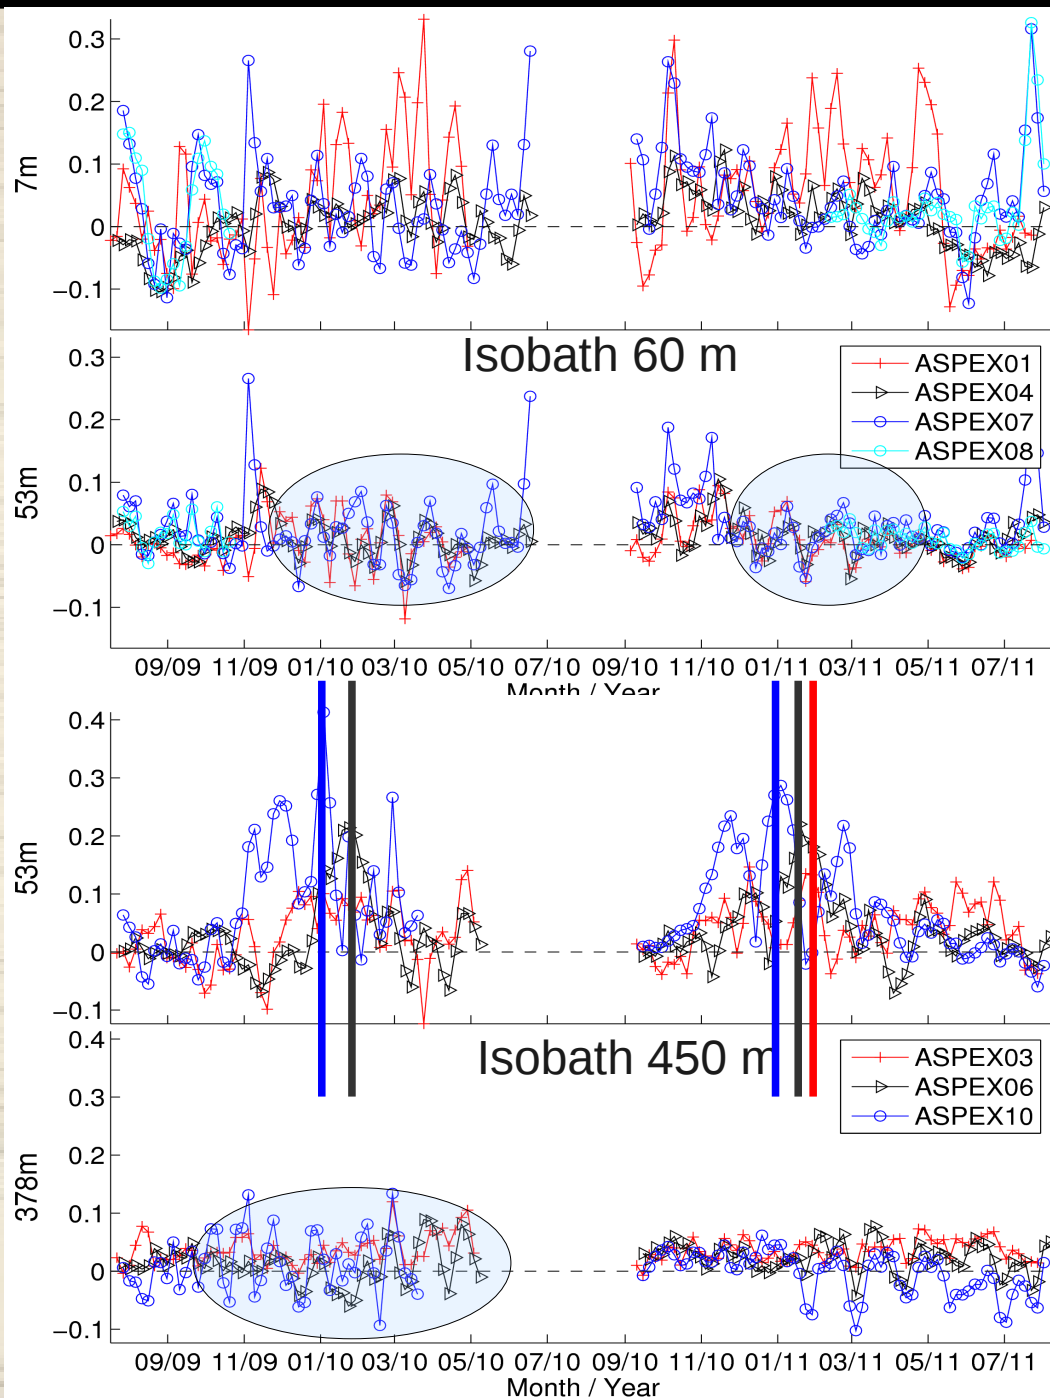 0.3
0.2
0.1
0
−0.1
7m
Isobath 60 m
0.3
0.2
0.1
0
−0.1
53m
ASPEX01
ASPEX04
ASPEX07
ASPEX08
09/09 11/09 01/10 03/10 05/10 07/10 09/10 11/10 01/11 03/11 05/11 07/11
Month / Year
0.4
0.3
0.2
0.1
0
−0.1
53m
Isobath 450 m
0.4
0.3
0.2
0.1
0
−0.1
378m
ASPEX03
ASPEX06
ASPEX10
09/09 11/09 01/10 03/10 05/10 07/10 09/10 11/10 01/11 03/11 05/11 07/11
Month / Year